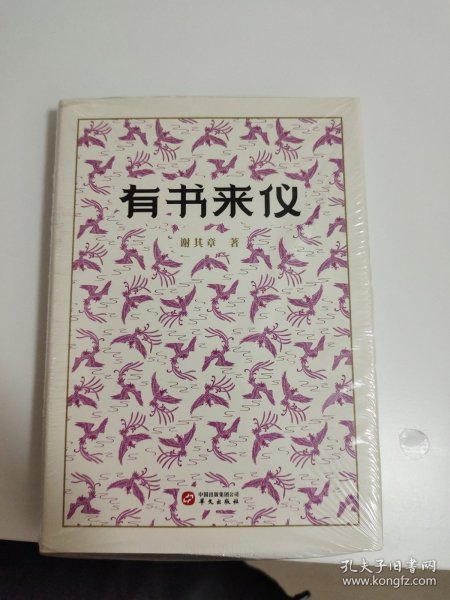 有书来仪
谢其章 著
中国出版集团公司
华文出版社
孔夫子旧书网
www.kongfz.com